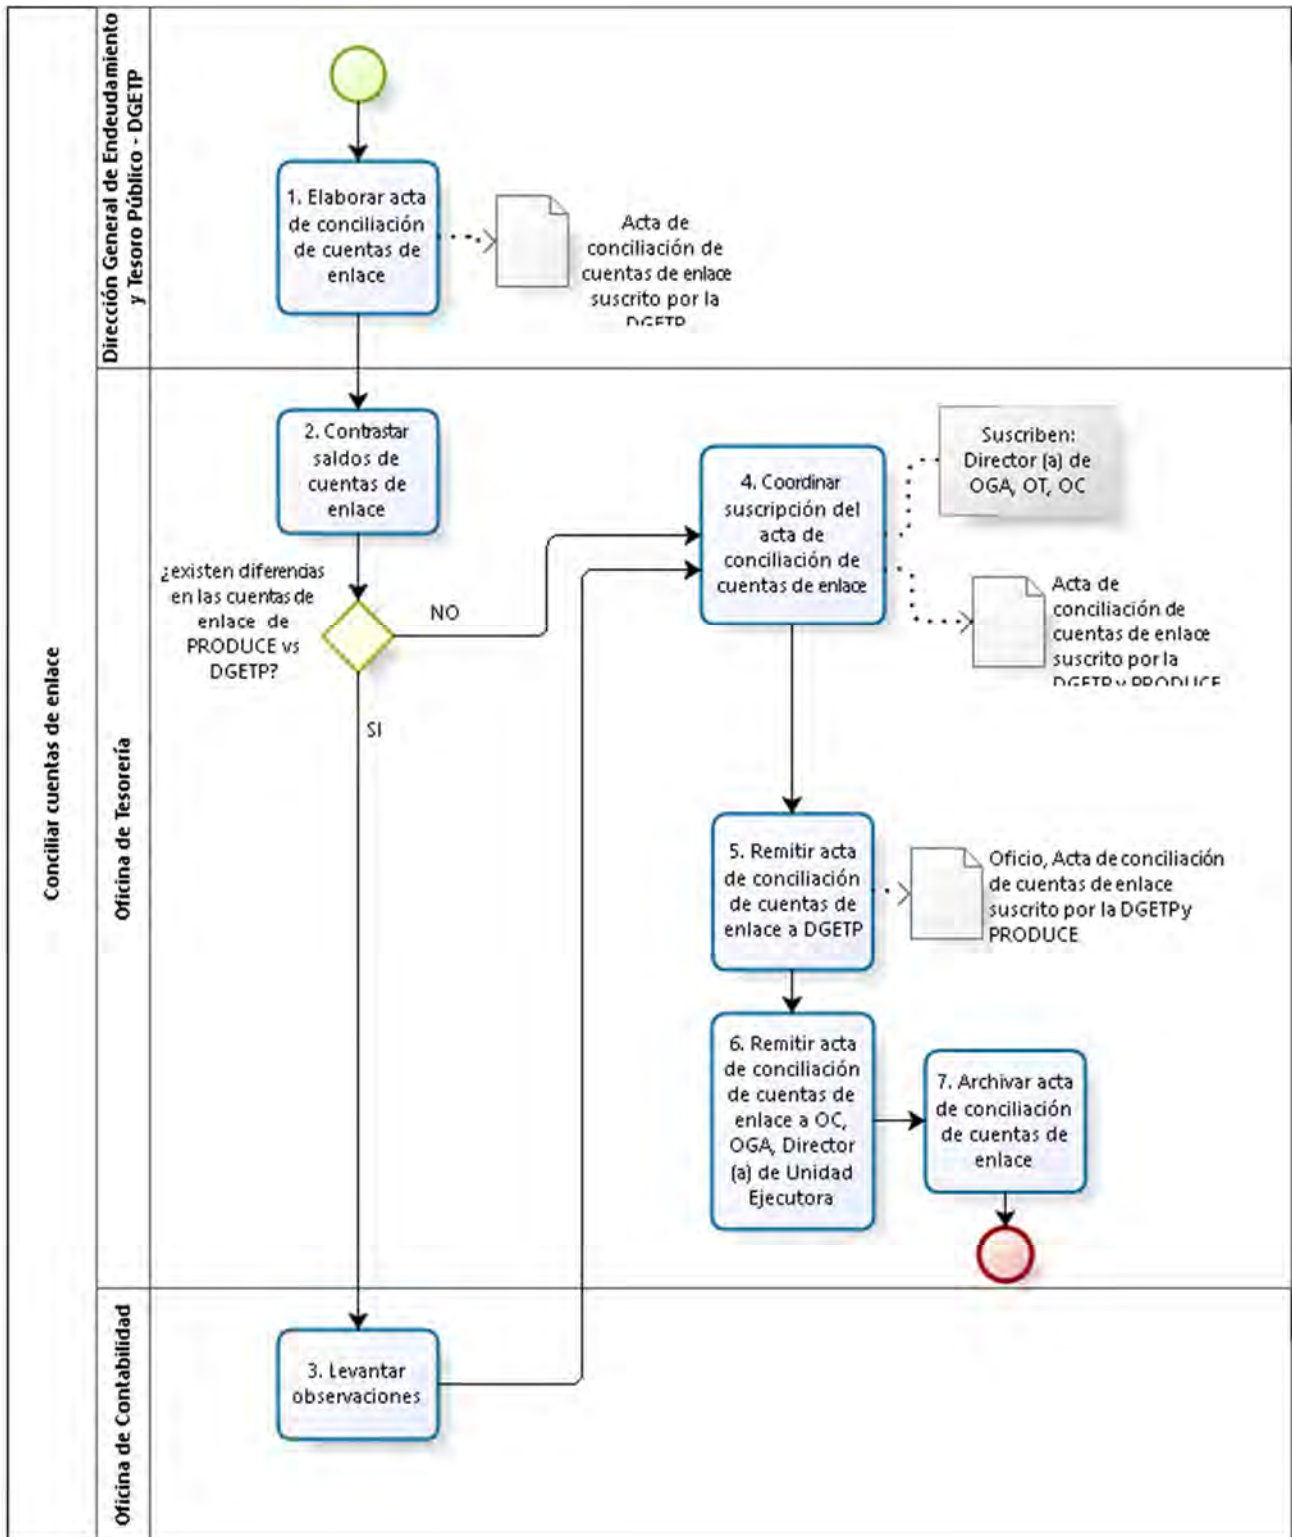 Conciliar cuentas de enlace
Dirección General de Endeudamiento
y Tesoro Público - DGETP
1. Elaborar acta
de conciliación
de cuentas de
enlace
Acta de
conciliación de
cuentas de enlace
suscrito por la
DGETP
Oficina de Tesorería
2. Contrastar
saldos de
cuentas de
enlace
¿existen diferencias
en las cuentas de
enlace de
PRODUCE vs
DGETP?
NO
SI
4. Coordinar
suscripción del
acta de
conciliación de
cuentas de enlace
Suscriben:
Director (a) de
OGA, OT, OC
Acta de
conciliación de
cuentas de enlace
suscrito por la
DGETP y PRODUCE
5. Remitir acta
de conciliación
de cuentas de
enlace a DGETP
Oficio, Acta de conciliación
de cuentas de enlace
suscrito por la DGETP y
PRODUCE
6. Remitir acta
de conciliación
de cuentas de
enlace a OC,
OGA, Director
(a) de Unidad
Ejecutora
7. Archivar acta
de conciliación
de cuentas de
enlace
Oficina de Contabilidad
3. Levantar
observaciones